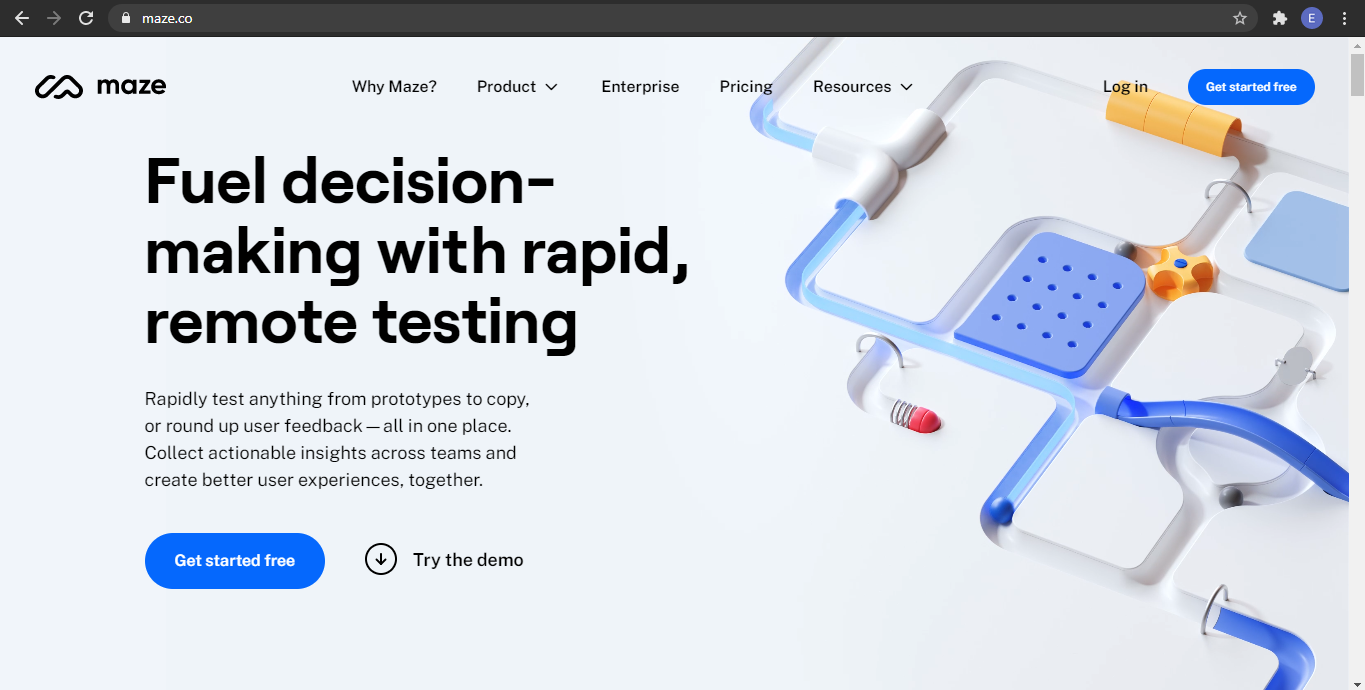 maze.co
E
maze
Why Maze?
Product
Enterprise
Pricing
Resources
Log in
Get started free
Fuel decision-
making with rapid,
remote testing
Rapidly test anything from prototypes to copy,
or round up user feedback — all in one place.
Collect actionable insights across teams and
create better user experiences, together.
Get started free
Try the demo